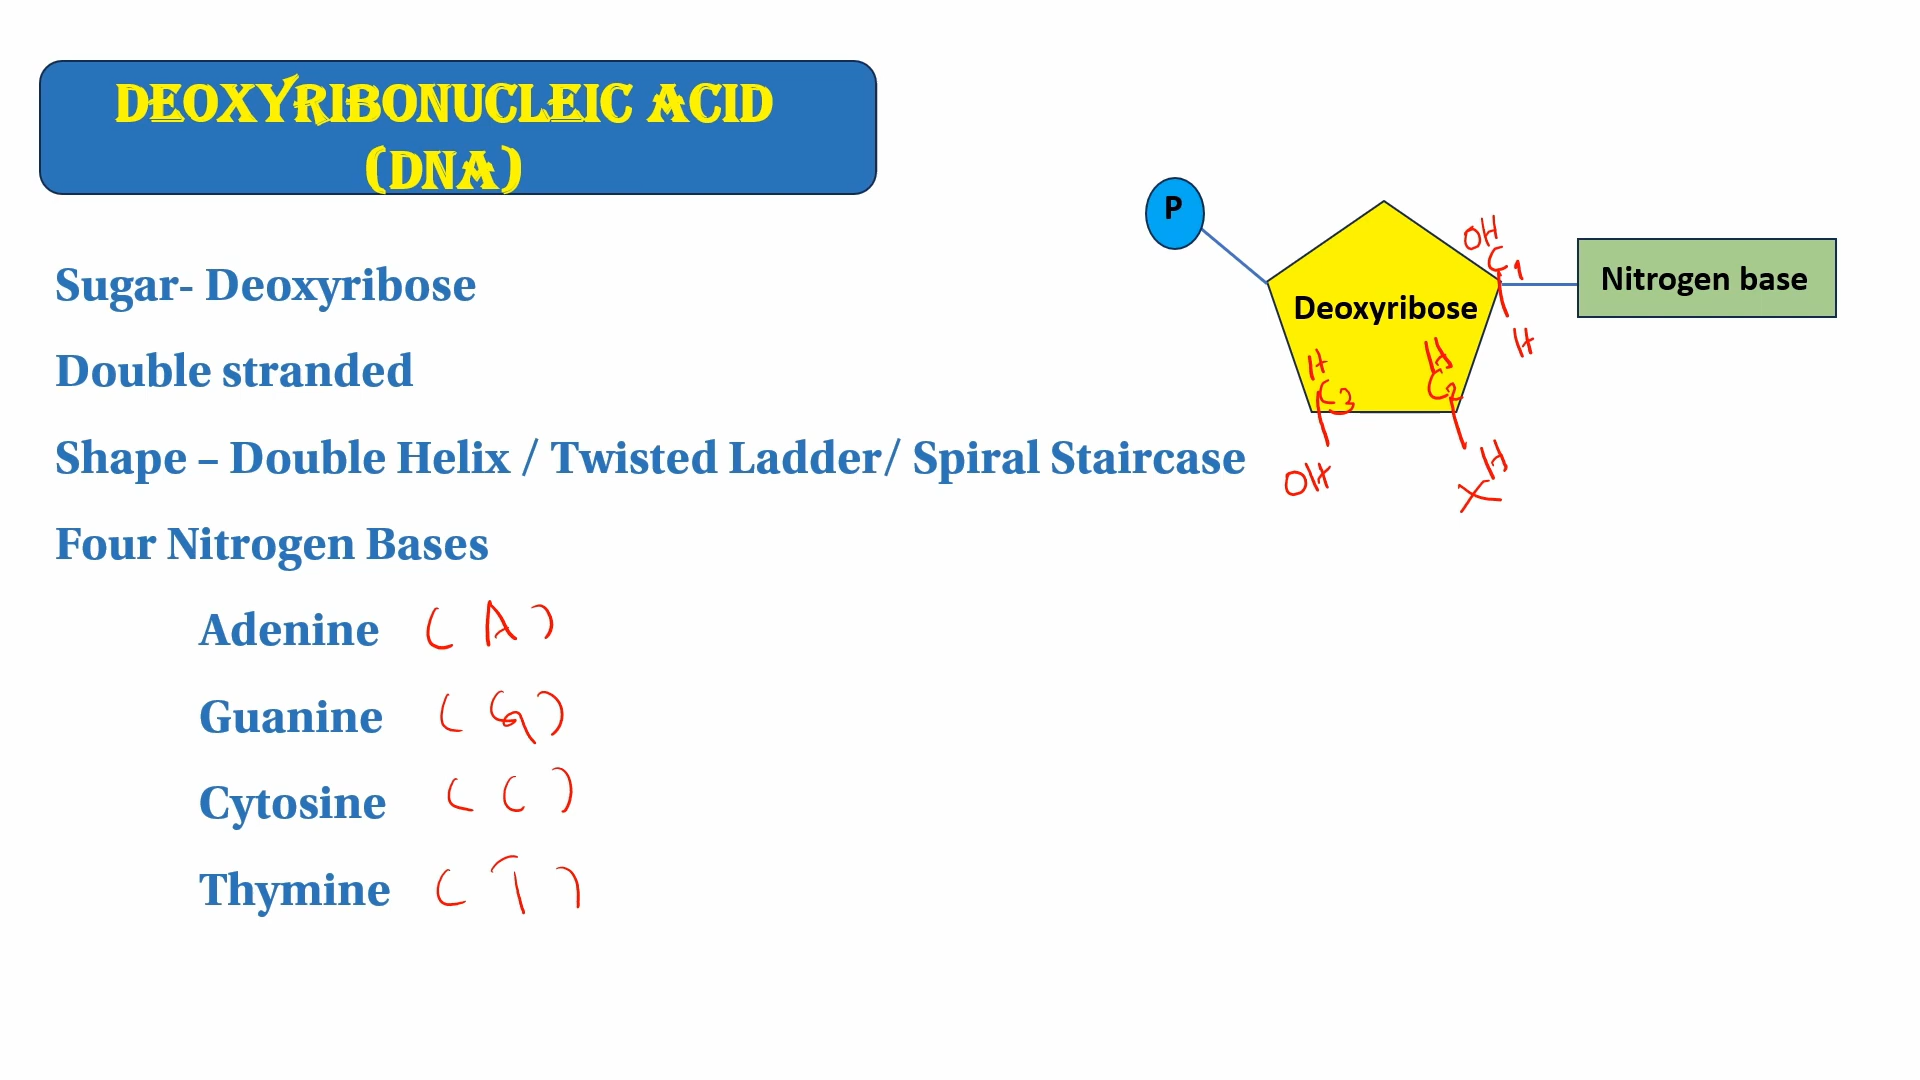 DEOXYRIBONUCLEIC ACID
(DNA)
Sugar- Deoxyribose
Double stranded
Shape – Double Helix / Twisted Ladder/ Spiral Staircase
Four Nitrogen Bases
Adenine (A)
Guanine (G)
Cytosine (C)
Thymine (T)
P
OH
C1
Nitrogen base
Deoxyribose
H
H
H
C3
C2
OH
H
X